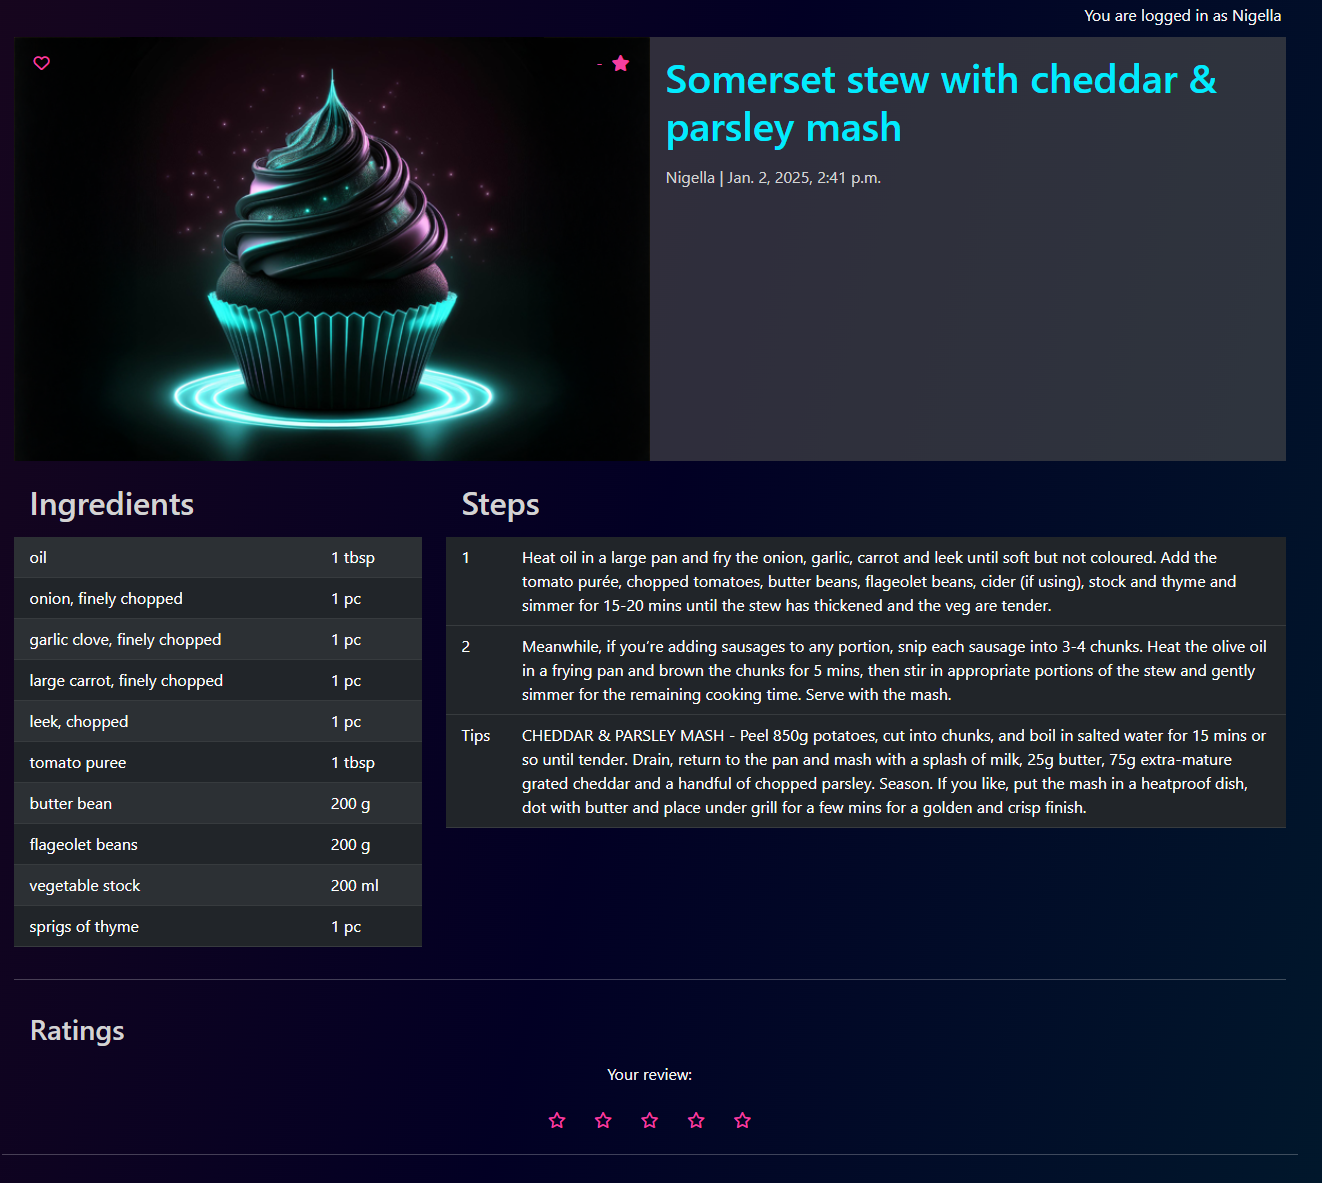 You are logged in as Nigella
-
Somerset stew with cheddar &
parsley mash
Nigella | Jan. 2, 2025, 2:41 p.m.
Ingredients
oil 1 tbsp
onion, finely chopped 1 pc
garlic clove, finely chopped 1 pc
large carrot, finely chopped 1 pc
leek, chopped 1 pc
tomato puree 1 tbsp
butter bean 200 g
flageolet beans 200 g
vegetable stock 200 ml
sprigs of thyme 1 pc
Steps
1 Heat oil in a large pan and fry the onion, garlic, carrot and leek until soft but not coloured. Add the
tomato purée, chopped tomatoes, butter beans, flageolet beans, cider (if using), stock and thyme and
simmer for 15-20 mins until the stew has thickened and the veg are tender.
2 Meanwhile, if you’re adding sausages to any portion, snip each sausage into 3-4 chunks. Heat the olive oil
in a frying pan and brown the chunks for 5 mins, then stir in appropriate portions of the stew and gently
simmer for the remaining cooking time. Serve with the mash.
Tips CHEDDAR & PARSLEY MASH - Peel 850g potatoes, cut into chunks, and boil in salted water for 15 mins or
so until tender. Drain, return to the pan and mash with a splash of milk, 25g butter, 75g extra-mature
grated cheddar and a handful of chopped parsley. Season. If you like, put the mash in a heatproof dish,
dot with butter and place under grill for a few mins for a golden and crisp finish.
Ratings
Your review: